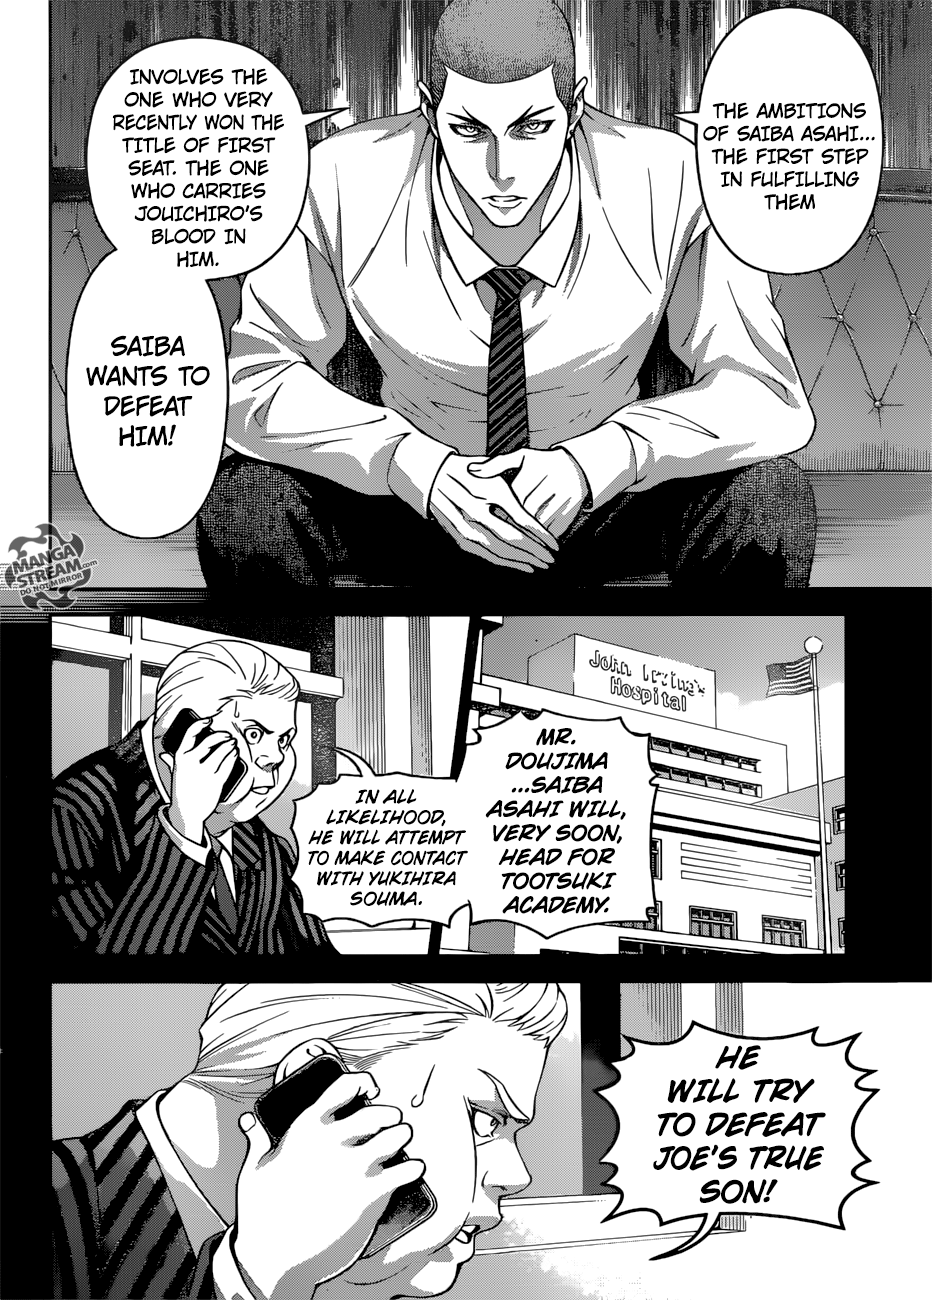 THE AMBITIONS
OF SAIBA ASAHI...
THE FIRST STEP
IN FULFILLING
THEM
INVOLVES THE
ONE WHO VERY
RECENTLY WON THE
TITLE OF FIRST
SEAT. THE ONE
WHO CARRIES
JOUICHIRO'S
BLOOD IN
HIM.
SAIBA
WANTS TO
DEFEAT
HIM!
MANGA
STREAM.com
DO NOT MIRROR
John
Hospital
MR.
DOUJIMA
...SAIBA
ASAHI WILL,
VERY SOON,
HEAD FOR
TOOTSUKI
ACADEMY.
IN ALL
LIKELIHOOD,
HE WILL ATTEMPT
TO MAKE CONTACT
WITH YUKIHIRA
SOUMA.
HE
WILL TRY
TO DEFEAT
JOE'S TRUE
SON!